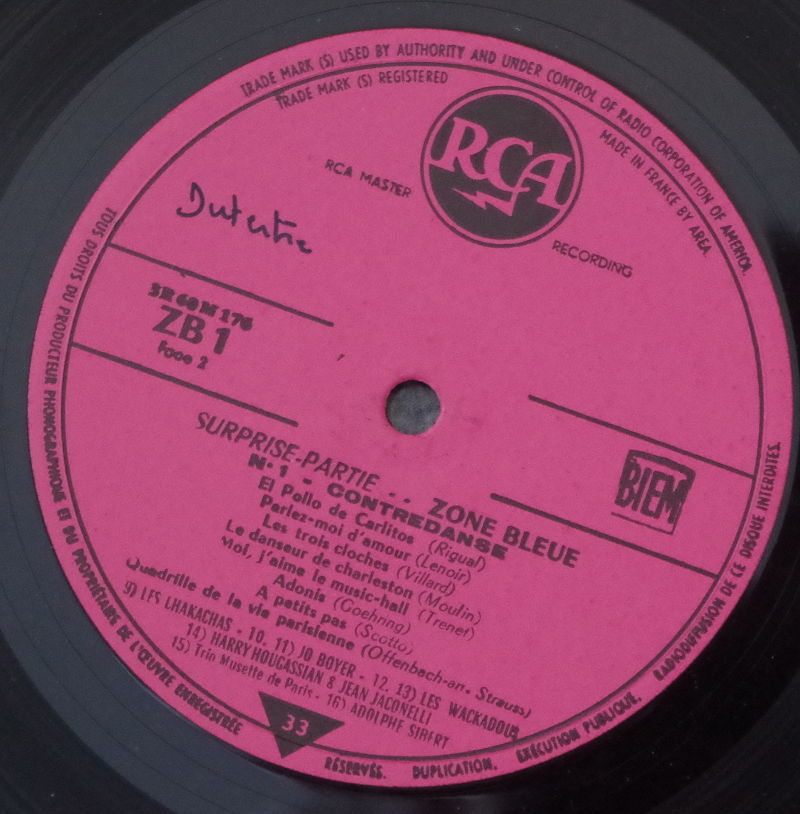 TRADE MARK (S) USED BY AUTHORITY AND UNDER CONTROL OF RADIO CORPORATION OF AMERICA.
TRADE MARK (S) REGISTERED
MADE IN FRANCE BY AREA.
RCA
RCA MASTER
RECORDING
Dutertre
3R 60 M 176
ZB 1
Face 2
BIEM
SURPRISE-PARTIE .. ZONE BLEUE
N°1 - CONTREDANSE
El Pollo de Carlitos (Rigual)
Parlez-moi d'amour (Lenoir)
Les trois cloches (Villard)
Le danseur de charleston (Moulin)
Moi, j'aime le music-hall (Trenet)
Adonis (Goehring)
A petits pas (Scotto)
Quadrille de la vie parisienne (Offenbach-arr. Strauss)
9) LES CHAKACHAS - 10. 11) JO BOYER - 12. 13) LES WACKADOUS
14) HARRY HOUGASSIAN & JEAN JACONELLI
15) Trio Musette de Paris - 16) ADOLPHE SIBERT
33
TOUS DROITS DU PRODUCTEUR PHONOGRAPHIQUE ET DU PROPRIÉTAIRE DE L'ŒUVRE ENREGISTRÉE RÉSERVÉS. DUPLICATION. EXÉCUTION PUBLIQUE. RADIODIFFUSION DE CE DISQUE INTERDITES.